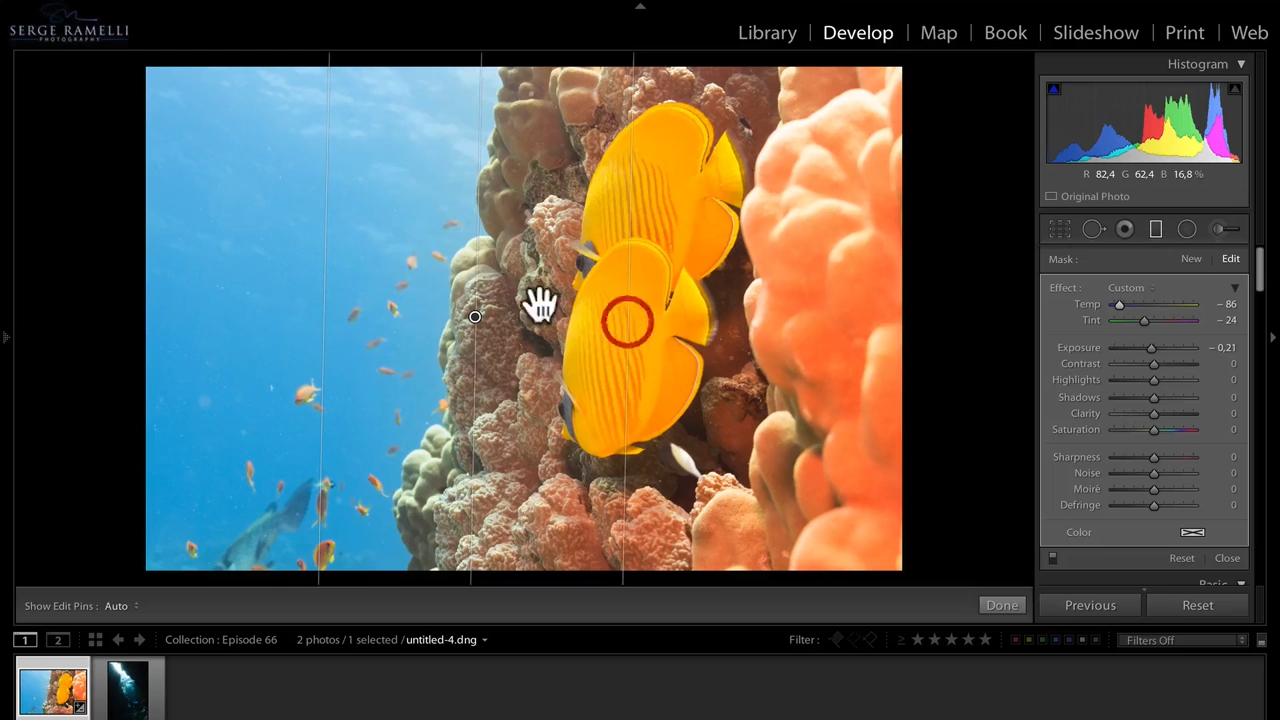 SERGE RAMELLI
PHOTOGRAPHY
Library | Develop | Map | Book | Slideshow | Print | Web
Histogram
R 82,4 G 62,4 B 16,8 %
Original Photo
Mask : New Edit
Effect : Custom
Temp – 86
Tint – 24
Exposure – 0,21
Contrast 0
Highlights 0
Shadows 0
Clarity 0
Saturation 0
Sharpness 0
Noise 0
Moiré 0
Defringe 0
Color
Reset Close
Basic
Show Edit Pins : Auto
Done
Previous Reset
1 2 Collection : Episode 66 2 photos / 1 selected / untitled-4.dng Filter : ≥ Filters Off